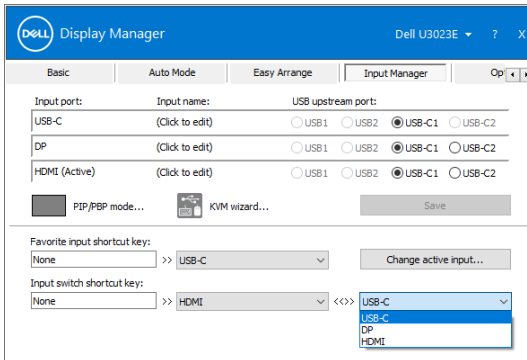 DELL Display Manager Dell U3023E ? X
Basic Auto Mode Easy Arrange Input Manager
Input port: Input name: USB upstream port:
USB-C (Click to edit) USB1 USB2 USB-C1 USB-C2
DP (Click to edit) USB1 USB2 USB-C1 USB-C2
HDMI (Active) (Click to edit) USB1 USB2 USB-C1 USB-C2
PIP/PBP mode... KVM wizard... Save
Favorite input shortcut key:
None >> USB-C Change active input...
Input switch shortcut key:
None >> HDMI <<>> USB-C
USB-C
DP
HDMI